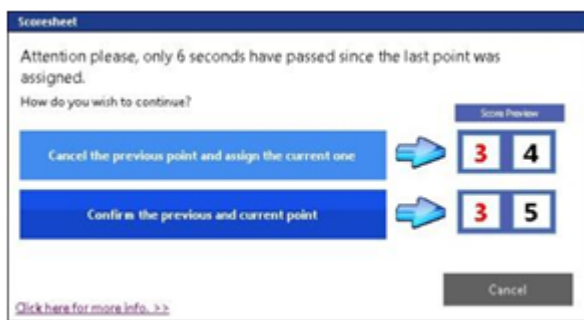 Scoresheet
Attention please, only 6 seconds have passed since the last point was
assigned.
How do you wish to continue?
Score Preview
Cancel the previous point and assign the current one
3 4
Confirm the previous and current point
3 5
Cancel
Click here for more info. >>